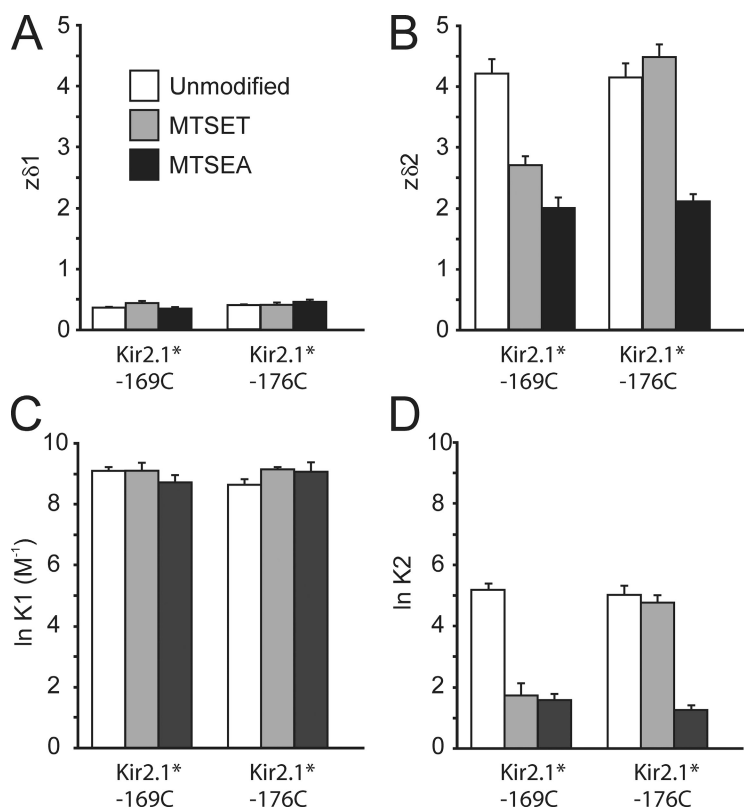 A
5
4
3
2
1
0
zδ1
Unmodified
MTSET
MTSEA
Kir2.1*
-169C
Kir2.1*
-176C
B
5
4
3
2
1
0
zδ2
Kir2.1*
-169C
Kir2.1*
-176C
C
10
8
6
4
2
0
ln K1 (M⁻¹)
Kir2.1*
-169C
Kir2.1*
-176C
D
10
8
6
4
2
0
ln K2
Kir2.1*
-169C
Kir2.1*
-176C